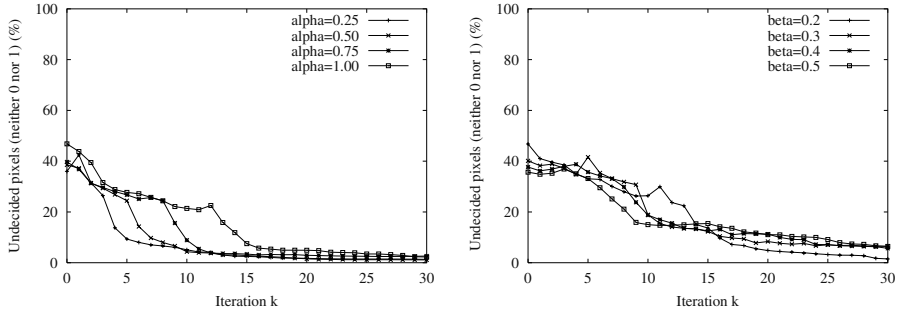 Undecided pixels (neither 0 nor 1) (%)
100
80
60
40
20
0
alpha=0.25
alpha=0.50
alpha=0.75
alpha=1.00
0 5 10 15 20 25 30
Iteration k
Undecided pixels (neither 0 nor 1) (%)
100
80
60
40
20
0
beta=0.2
beta=0.3
beta=0.4
beta=0.5
0 5 10 15 20 25 30
Iteration k